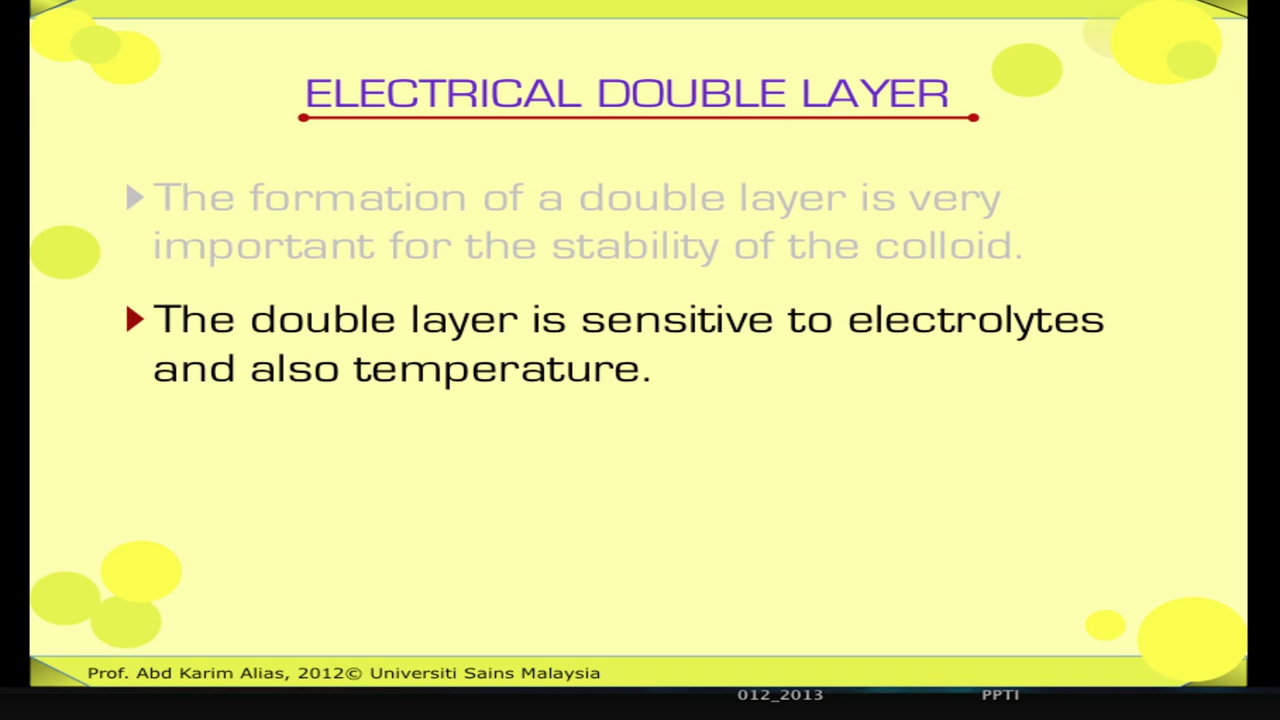 ELECTRICAL DOUBLE LAYER
The formation of a double layer is very
important for the stability of the colloid.
The double layer is sensitive to electrolytes
and also temperature.
Prof. Abd Karim Alias, 2012© Universiti Sains Malaysia
012_2013 PPTI